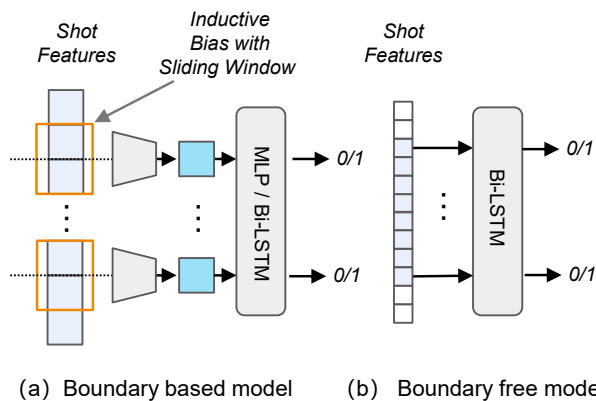 Shot
Features
Inductive
Bias with
Sliding Window
Shot
Features
MLP / Bi-LSTM
0/1
0/1
Bi-LSTM
0/1
0/1
(a) Boundary based model
(b) Boundary free mode